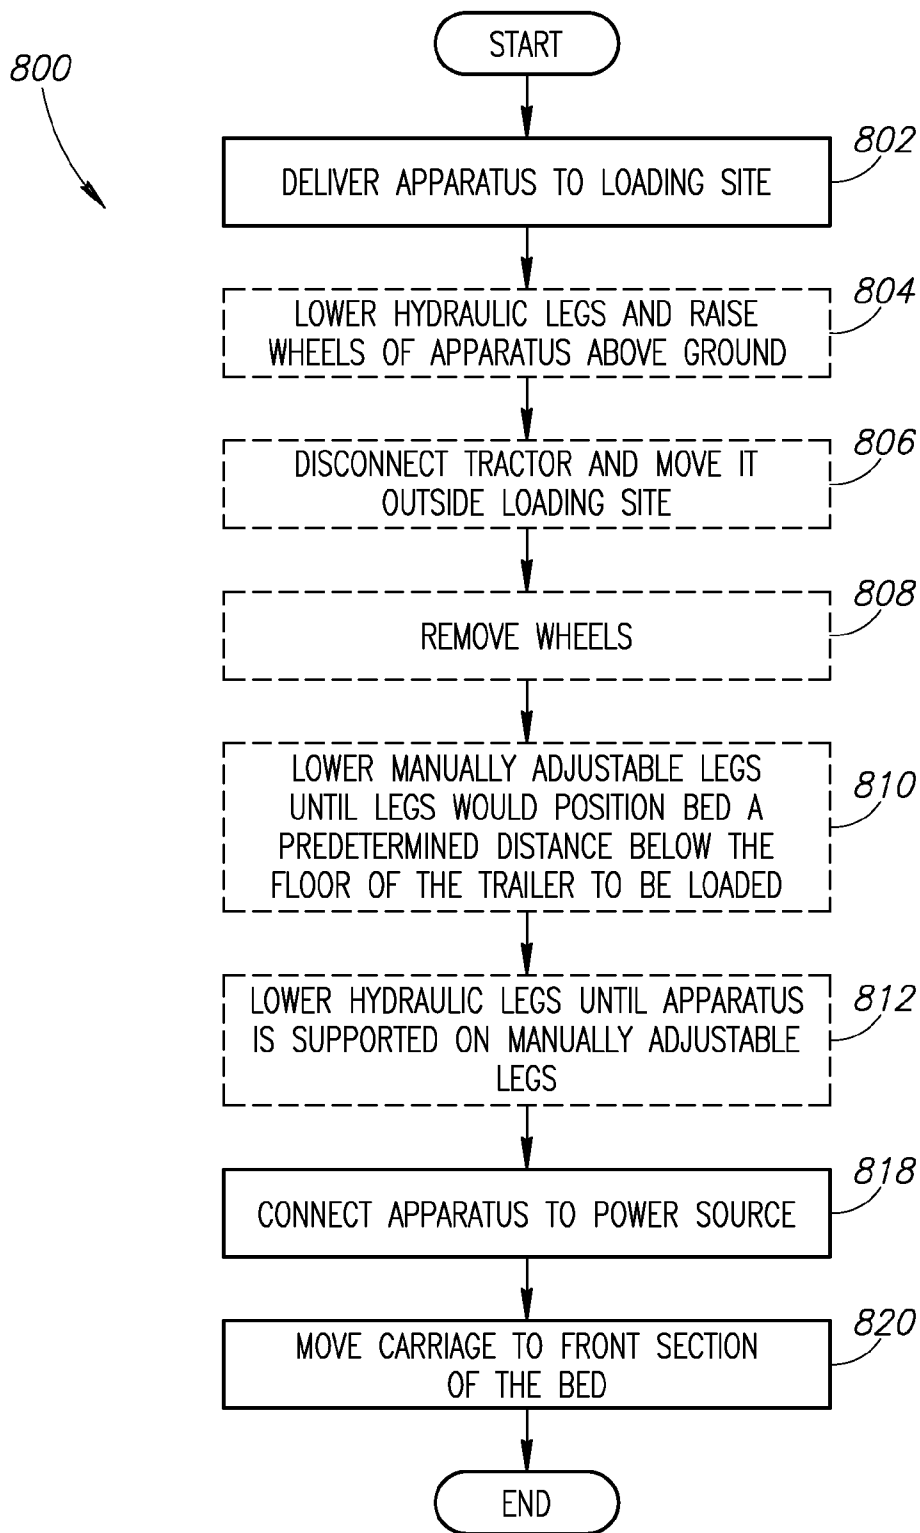 800
START
802
DELIVER APPARATUS TO LOADING SITE
804
LOWER HYDRAULIC LEGS AND RAISE
WHEELS OF APPARATUS ABOVE GROUND
806
DISCONNECT TRACTOR AND MOVE IT
OUTSIDE LOADING SITE
808
REMOVE WHEELS
810
LOWER MANUALLY ADJUSTABLE LEGS
UNTIL LEGS WOULD POSITION BED A
PREDETERMINED DISTANCE BELOW THE
FLOOR OF THE TRAILER TO BE LOADED
812
LOWER HYDRAULIC LEGS UNTIL APPARATUS
IS SUPPORTED ON MANUALLY ADJUSTABLE
LEGS
818
CONNECT APPARATUS TO POWER SOURCE
820
MOVE CARRIAGE TO FRONT SECTION
OF THE BED
END